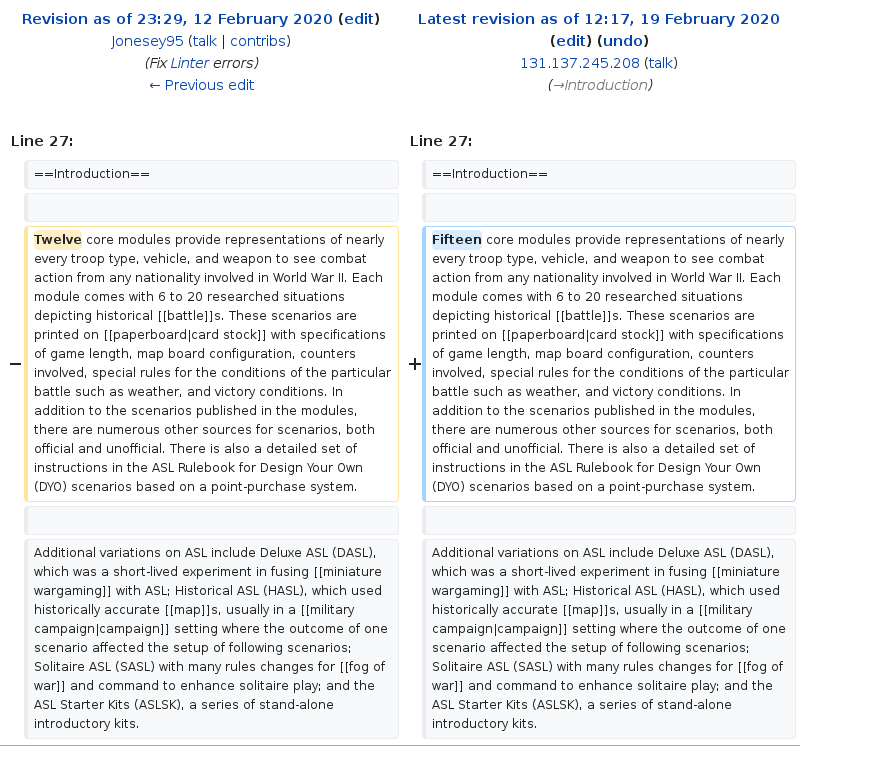 Revision as of 23:29, 12 February 2020 (edit)
Jonesey95 (talk | contribs)
(Fix Linter errors)
← Previous edit
Latest revision as of 12:17, 19 February 2020
(edit) (undo)
131.137.245.208 (talk)
(→Introduction)
Line 27:
==Introduction==
−
Twelve core modules provide representations of nearly
every troop type, vehicle, and weapon to see combat
action from any nationality involved in World War II. Each
module comes with 6 to 20 researched situations
depicting historical [[battle]]s. These scenarios are
printed on [[paperboard|card stock]] with specifications
of game length, map board configuration, counters
involved, special rules for the conditions of the particular
battle such as weather, and victory conditions. In
addition to the scenarios published in the modules,
there are numerous other sources for scenarios, both
official and unofficial. There is also a detailed set of
instructions in the ASL Rulebook for Design Your Own
(DYO) scenarios based on a point-purchase system.
Additional variations on ASL include Deluxe ASL (DASL),
which was a short-lived experiment in fusing [[miniature
wargaming]] with ASL; Historical ASL (HASL), which used
historically accurate [[map]]s, usually in a [[military
campaign|campaign]] setting where the outcome of one
scenario affected the setup of following scenarios;
Solitaire ASL (SASL) with many rules changes for [[fog of
war]] and command to enhance solitaire play; and the
ASL Starter Kits (ASLSK), a series of stand-alone
introductory kits.
Line 27:
==Introduction==
+
Fifteen core modules provide representations of nearly
every troop type, vehicle, and weapon to see combat
action from any nationality involved in World War II. Each
module comes with 6 to 20 researched situations
depicting historical [[battle]]s. These scenarios are
printed on [[paperboard|card stock]] with specifications
of game length, map board configuration, counters
involved, special rules for the conditions of the particular
battle such as weather, and victory conditions. In
addition to the scenarios published in the modules,
there are numerous other sources for scenarios, both
official and unofficial. There is also a detailed set of
instructions in the ASL Rulebook for Design Your Own
(DYO) scenarios based on a point-purchase system.
Additional variations on ASL include Deluxe ASL (DASL),
which was a short-lived experiment in fusing [[miniature
wargaming]] with ASL; Historical ASL (HASL), which used
historically accurate [[map]]s, usually in a [[military
campaign|campaign]] setting where the outcome of one
scenario affected the setup of following scenarios;
Solitaire ASL (SASL) with many rules changes for [[fog of
war]] and command to enhance solitaire play; and the
ASL Starter Kits (ASLSK), a series of stand-alone
introductory kits.